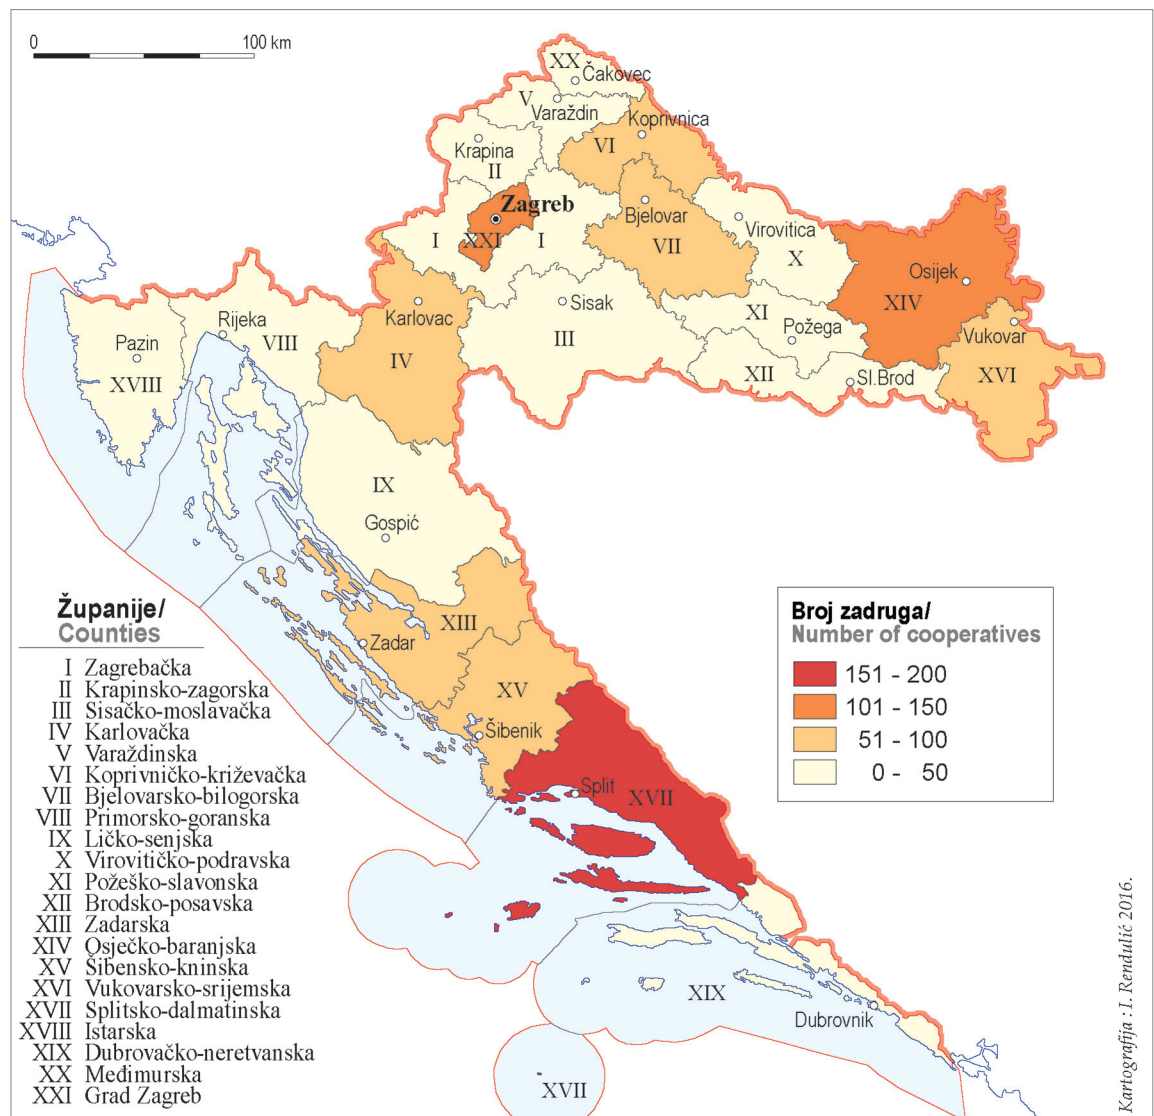 0 100 km
XX
Čakovec
V
Varaždin
Koprivnica
VI
Krapina
II
Zagreb
I
XXI
I
Bjelovar
VII
Virovitica
X
Osijek
XIV
Sisak
III
Karlovac
IV
XI
Požega
Vukovar
XVI
XII
Sl.Brod
Rijeka
VIII
Pazin
XVIII
IX
Gospić
XIII
Zadar
XV
Šibenik
Split
XVII
XIX
Dubrovnik
XVII
Županije/
Counties
I Zagrebačka
II Krapinsko-zagorska
III Sisačko-moslavačka
IV Karlovačka
V Varaždinska
VI Koprivničko-križevačka
VII Bjelovarsko-bilogorska
VIII Primorsko-goranska
IX Ličko-senjska
X Virovitičko-podravska
XI Požeško-slavonska
XII Brodsko-posavska
XIII Zadarska
XIV Osječko-baranjska
XV Šibensko-kninska
XVI Vukovarsko-srijemska
XVII Splitsko-dalmatinska
XVIII Istarska
XIX Dubrovačko-neretvanska
XX Međimurska
XXI Grad Zagreb
Broj zadruga/
Number of cooperatives
151 - 200
101 - 150
51 - 100
0 - 50
Kartografija : I. Rendulić 2016.